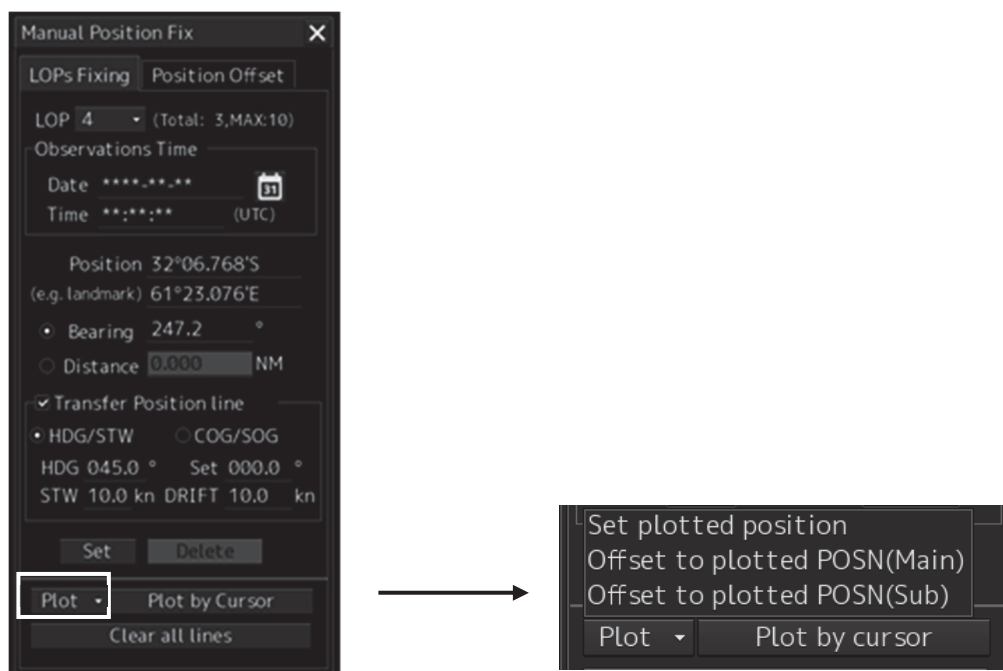 Manual Position Fix
LOPs Fixing Position Offset
LOP 4 (Total: 3,MAX:10)
Observations Time
Date ****-**-**
31
Time **:**:** (UTC)
Position 32°06.768'S
(e.g. landmark) 61°23.076'E
Bearing 247.2 °
Distance 0.000 NM
Transfer Position line
HDG/STW COG/SOG
HDG 045.0 ° Set 000.0 °
STW 10.0 kn DRIFT 10.0 kn
Set Delete
Plot Plot by Cursor
Clear all lines
Set plotted position
Offset to plotted POSN(Main)
Offset to plotted POSN(Sub)
Plot Plot by cursor